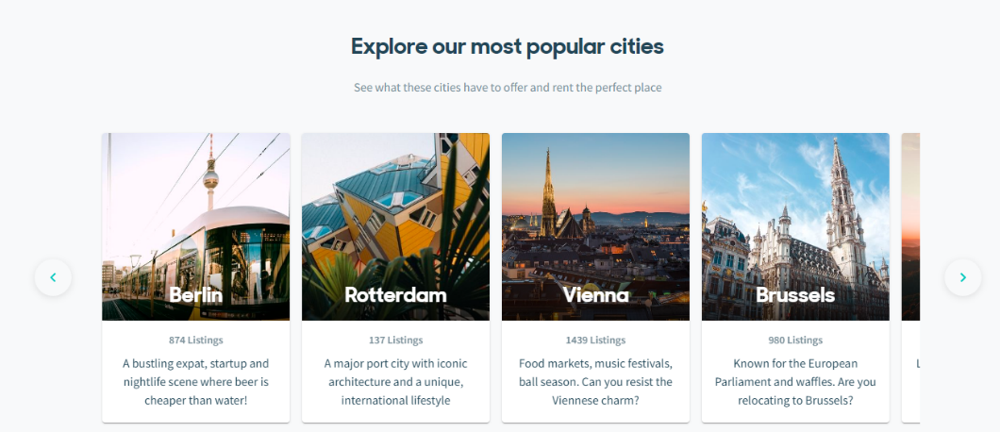 Explore our most popular cities
See what these cities have to offer and rent the perfect place
Berlin
874 Listings
A bustling expat, startup and
nightlife scene where beer is
cheaper than water!
Rotterdam
137 Listings
A major port city with iconic
architecture and a unique,
international lifestyle
Vienna
1439 Listings
Food markets, music festivals,
ball season. Can you resist the
Viennese charm?
Brussels
980 Listings
Known for the European
Parliament and waffles. Are you
relocating to Brussels?